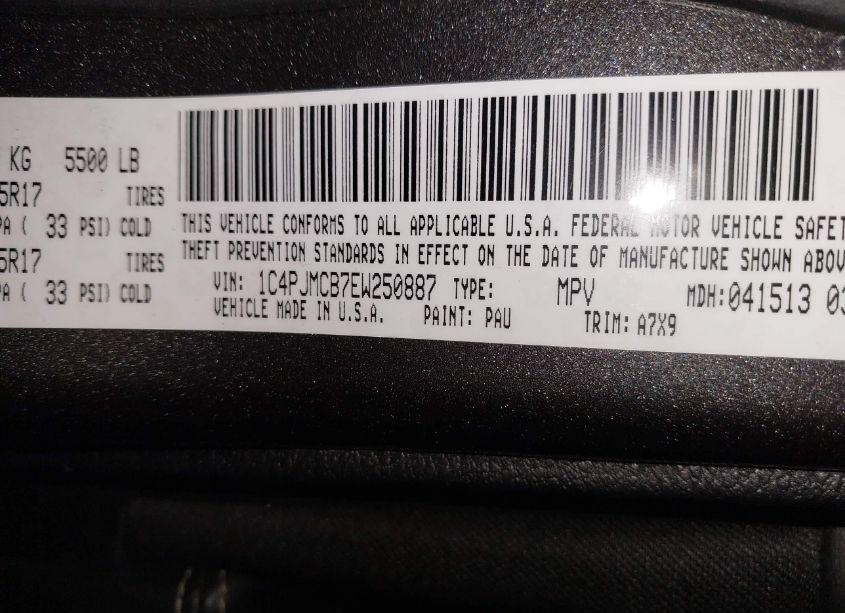 KG 5500 LB
5R17 TIRES
PA ( 33 PSI) COLD
5R17 TIRES
PA ( 33 PSI) COLD
THIS VEHICLE CONFORMS TO ALL APPLICABLE U.S.A. FEDERAL MOTOR VEHICLE SAFET
THEFT PREVENTION STANDARDS IN EFFECT ON THE DATE OF MANUFACTURE SHOWN ABOV
VIN: 1C4PJMCB7EW250887 TYPE: MPV MDH: 041513 03
VEHICLE MADE IN U.S.A. PAINT: PAU TRIM: A7X9